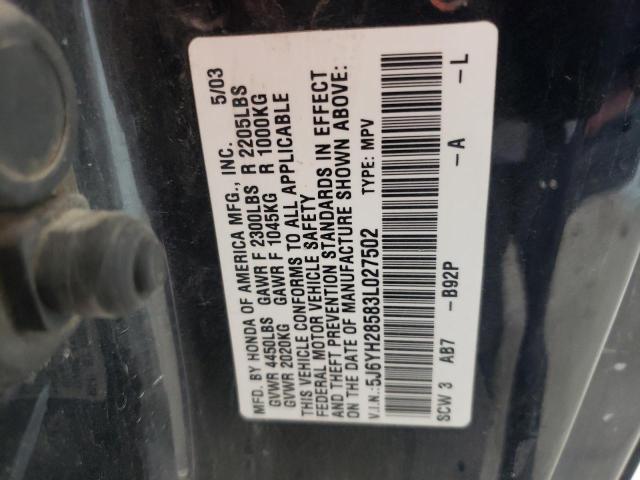 MFD. BY HONDA OF AMERICA MFG., INC. 5/03
GVWR 4450LBS GAWR F 2300LBS R 2205LBS
GVWR 2020KG GAWR F 1045KG R 1000KG
THIS VEHICLE CONFORMS TO ALL APPLICABLE
FEDERAL MOTOR VEHICLE SAFETY
AND THEFT PREVENTION STANDARDS IN EFFECT
ON THE DATE OF MANUFACTURE SHOWN ABOVE:
V.I.N.:5J6YH28583L027502 TYPE: MPV
SCW 3 AB7 -B92P -A -L